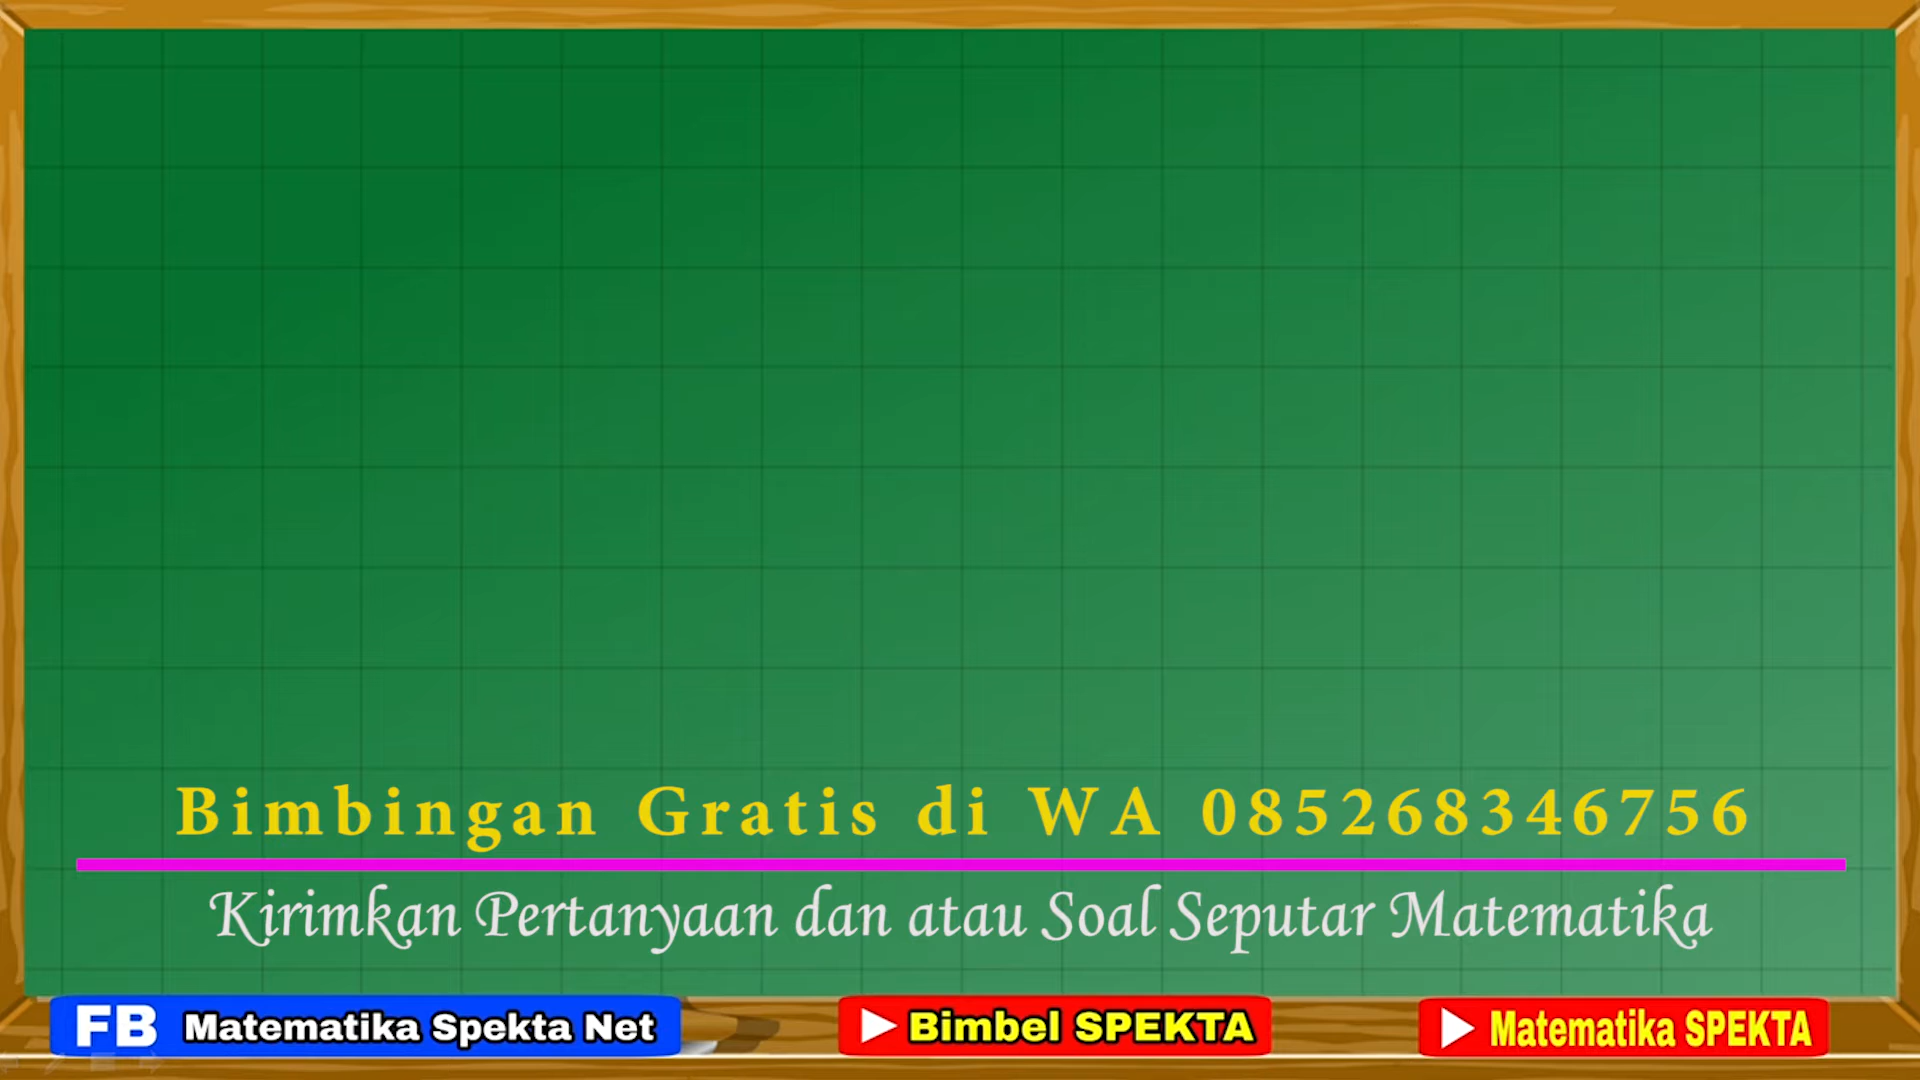 Bimbingan Gratis di WA 085268346756
Kirimkan Pertanyaan dan atau Soal Seputar Matematika
FB Matematika Spekta Net
Bimbel SPEKTA
Matematika SPEKTA